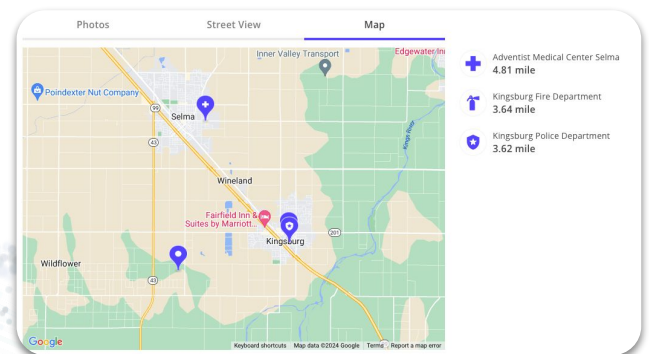 Photos
Street View
Map
Inner Valley Transport
Edgewater Inn
Poindexter Nut Company
99
Selma
43
Kings River
Wineland
Fairfield Inn &
Suites by Marriott...
201
Kingsburg
Wildflower
43
Google
Keyboard shortcuts
Map data ©2024 Google
Terms
Report a map error
Adventist Medical Center Selma
4.81 mile
Kingsburg Fire Department
3.64 mile
Kingsburg Police Department
3.62 mile